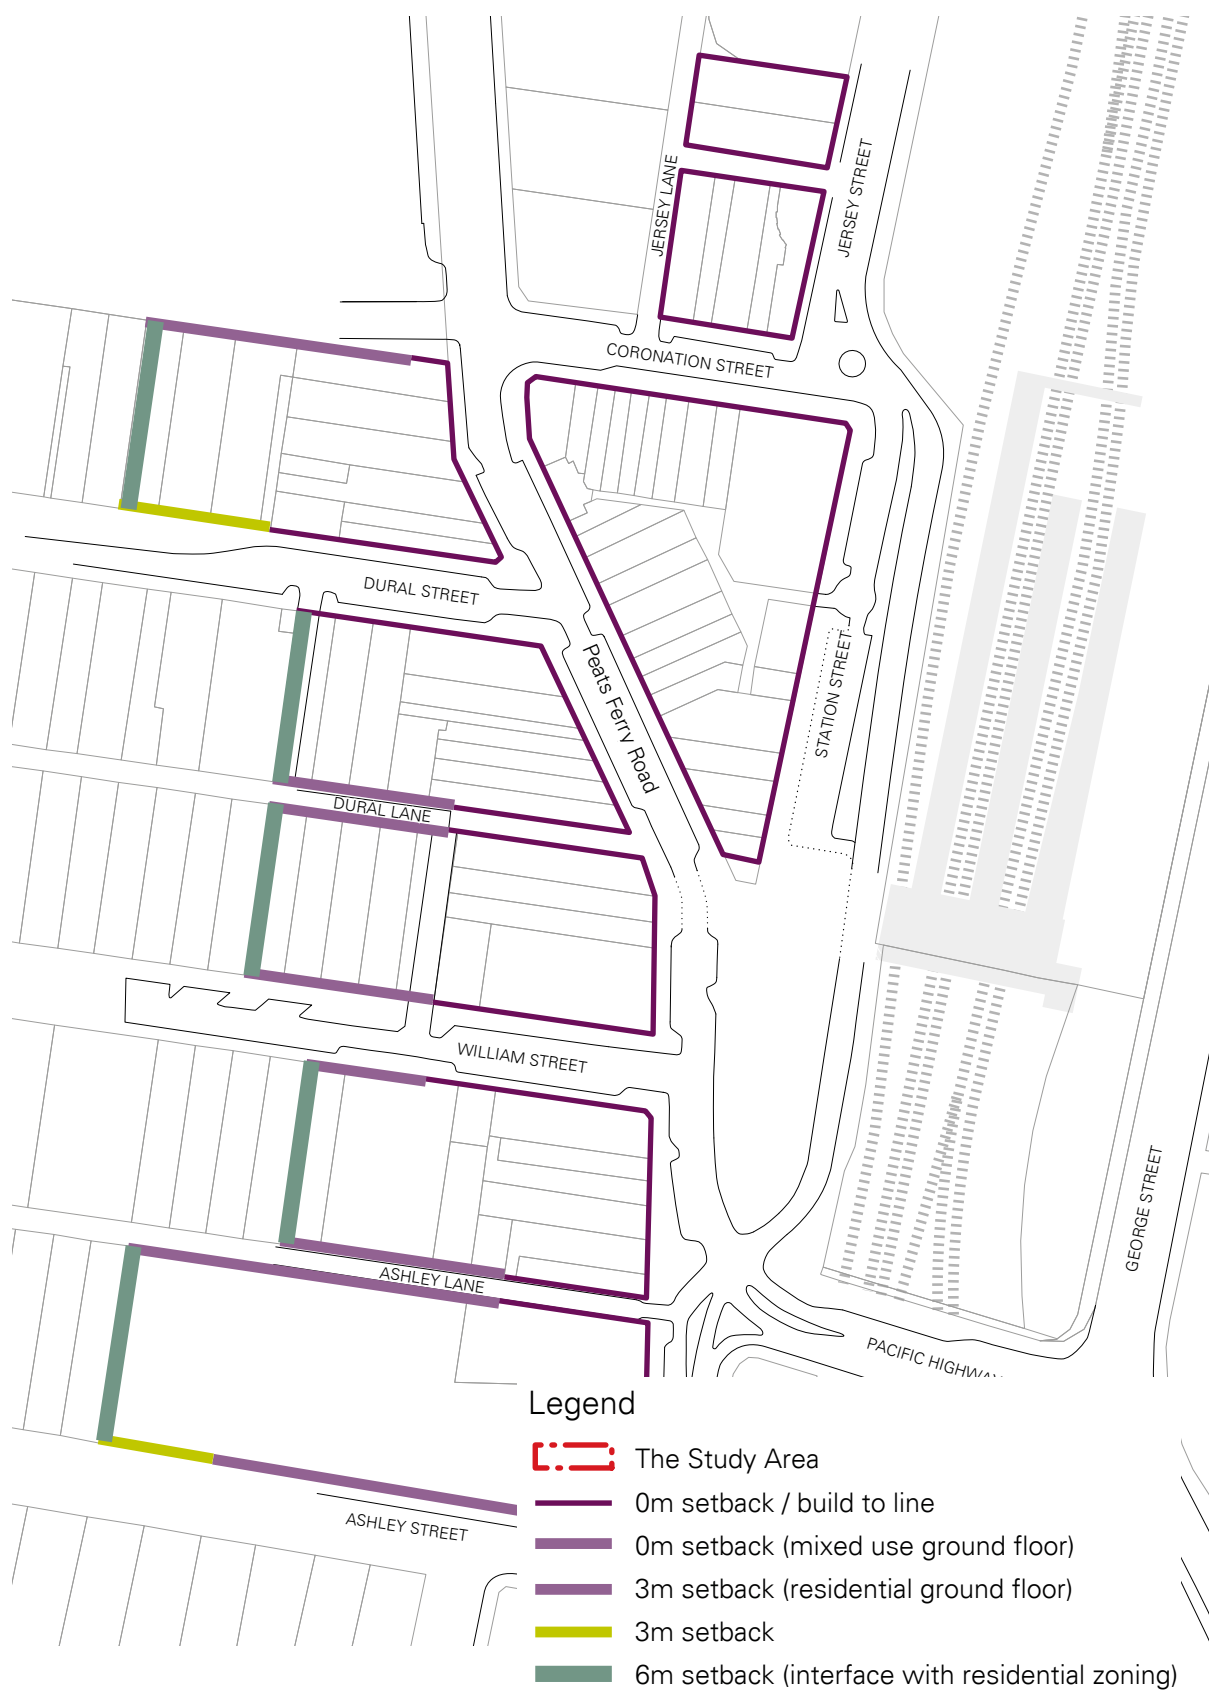 JERSEY LANE
JERSEY STREET
CORONATION STREET
DURAL STREET
Peats Ferry Road
STATION STREET
DURAL LANE
WILLIAM STREET
GEORGE STREET
ASHLEY LANE
PACIFIC HIGHWAY
Legend
The Study Area
0m setback / build to line
0m setback (mixed use ground floor)
3m setback (residential ground floor)
3m setback
6m setback (interface with residential zoning)
ASHLEY STREET